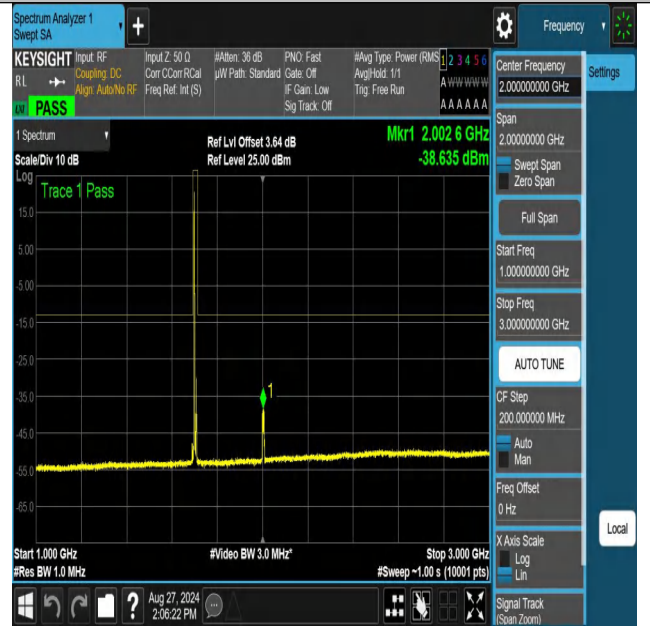 Spectrum Analyzer 1
Swept SA
+
Frequency
KEYSIGHT
RL
LXI
PASS
Input: RF
Coupling: DC
Align: Auto/No RF
Input Z: 50 Ω
Corr CCorr RCal
Freq Ref: Int (S)
#Atten: 36 dB
µW Path: Standard
PNO: Fast
Gate: Off
IF Gain: Low
Sig Track: Off
#Avg Type: Power (RMS
Avg|Hold: 1/1
Trig: Free Run
1 2 3 4 5 6
A W W W W W
A A A A A A
Center Frequency
2.000000000 GHz
Settings
Span
2.00000000 GHz
Swept Span
Zero Span
Full Span
Start Freq
1.000000000 GHz
Stop Freq
3.000000000 GHz
AUTO TUNE
CF Step
200.000000 MHz
Auto
Man
Freq Offset
0 Hz
X Axis Scale
Log
Lin
Signal Track
(Span Zoom)
Local
1 Spectrum
Scale/Div 10 dB
Ref Lvl Offset 3.64 dB
Ref Level 25.00 dBm
Mkr1 2.002 6 GHz
-38.635 dBm
Log
Trace 1 Pass
15.0
5.00
-5.00
-15.0
-25.0
-35.0
-45.0
-55.0
-65.0
1
Start 1.000 GHz
#Res BW 1.0 MHz
#Video BW 3.0 MHz*
Stop 3.000 GHz
#Sweep ~1.00 s (10001 pts)
?
Aug 27, 2024
2:06:22 PM